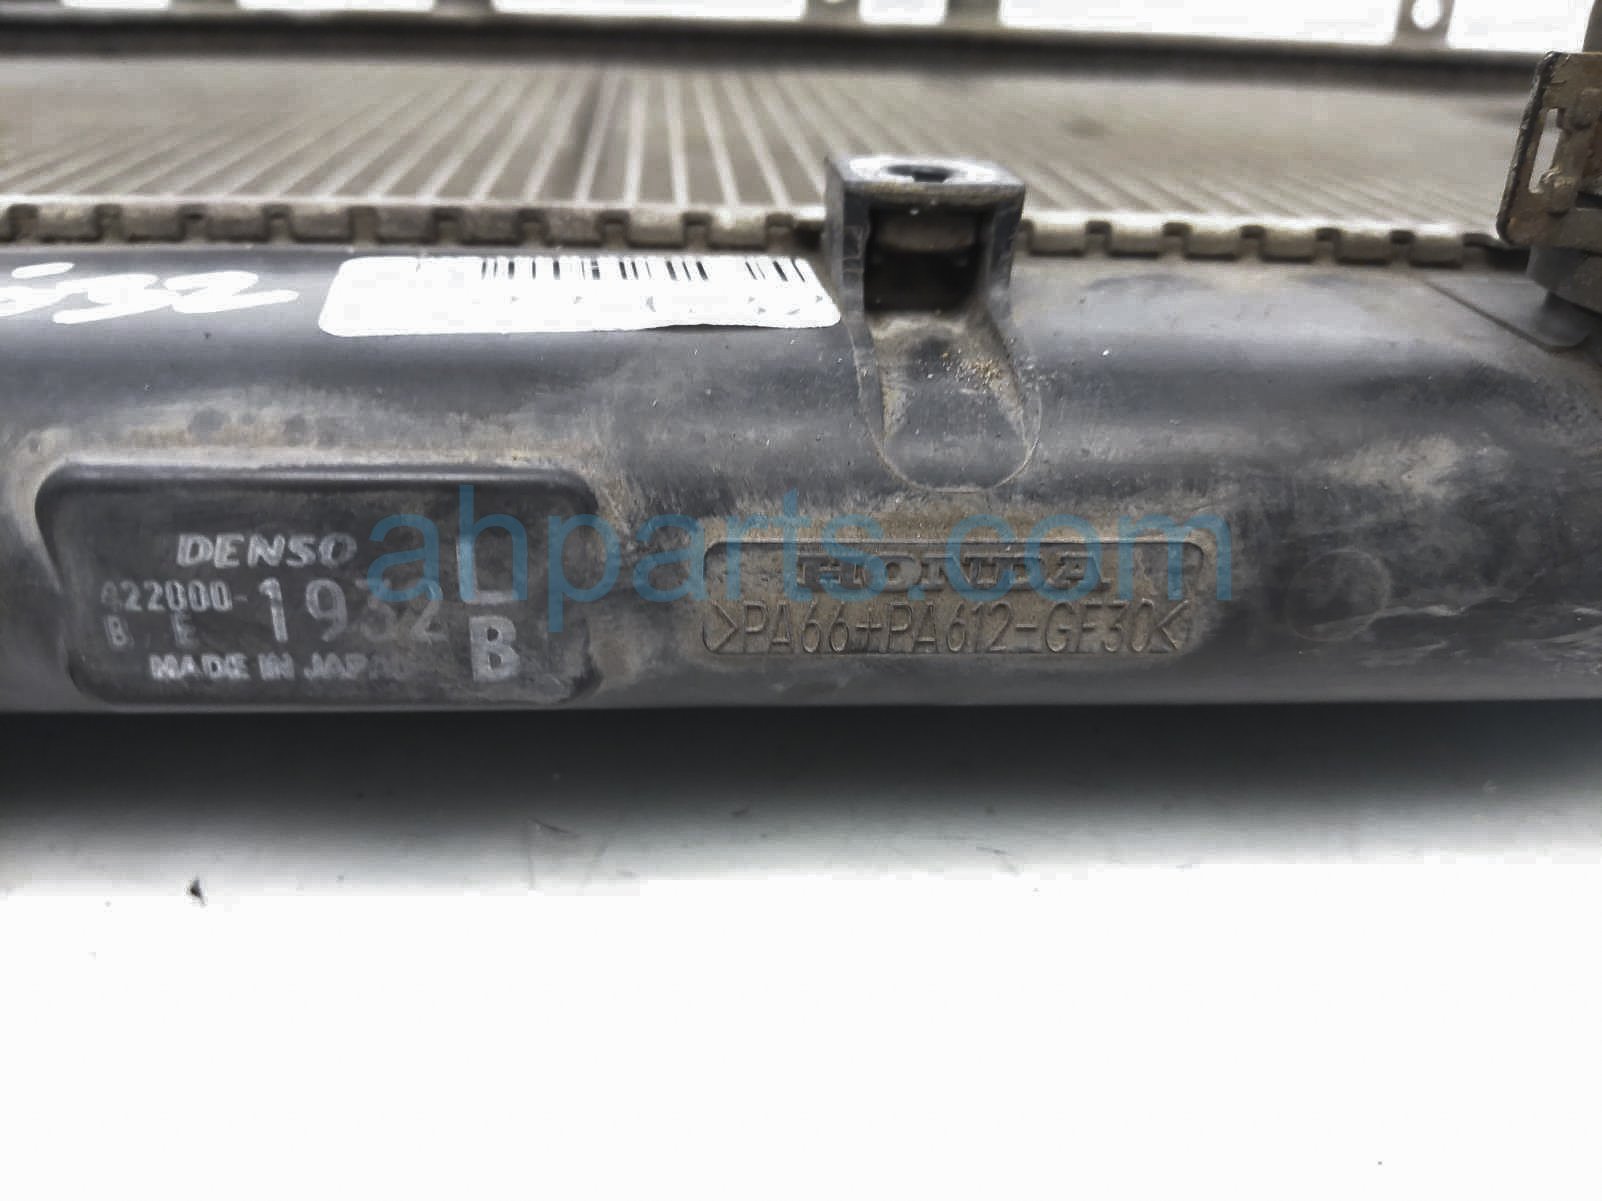 DENSO
422000-1932 L
B E B
MADE IN JAPAN
HONDA
>PA66+PA612-GF30<
ahparts.com